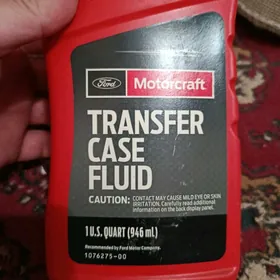 Ford
Motorcraft
TRANSFER
CASE
FLUID
CAUTION: CONTACT MAY CAUSE MILD EYE OR SKIN
IRRITATION. Carefully read additional
information on the back display panel.
1 U.S. QUART (946 mL)
Recommended by Ford Motor Company.
1076275-00